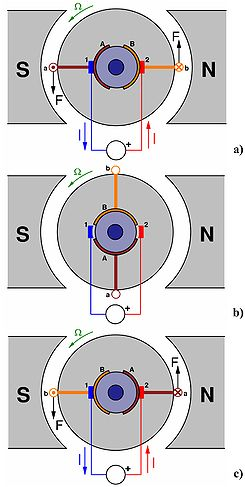 Ω
A B
S N
a 1 2 b
F F
I I
+
a)
b
Ω
B
S 1 2 N
A
a
+
b)
Ω
B A
S N
b 1 2 a
F F
I I
+
c)